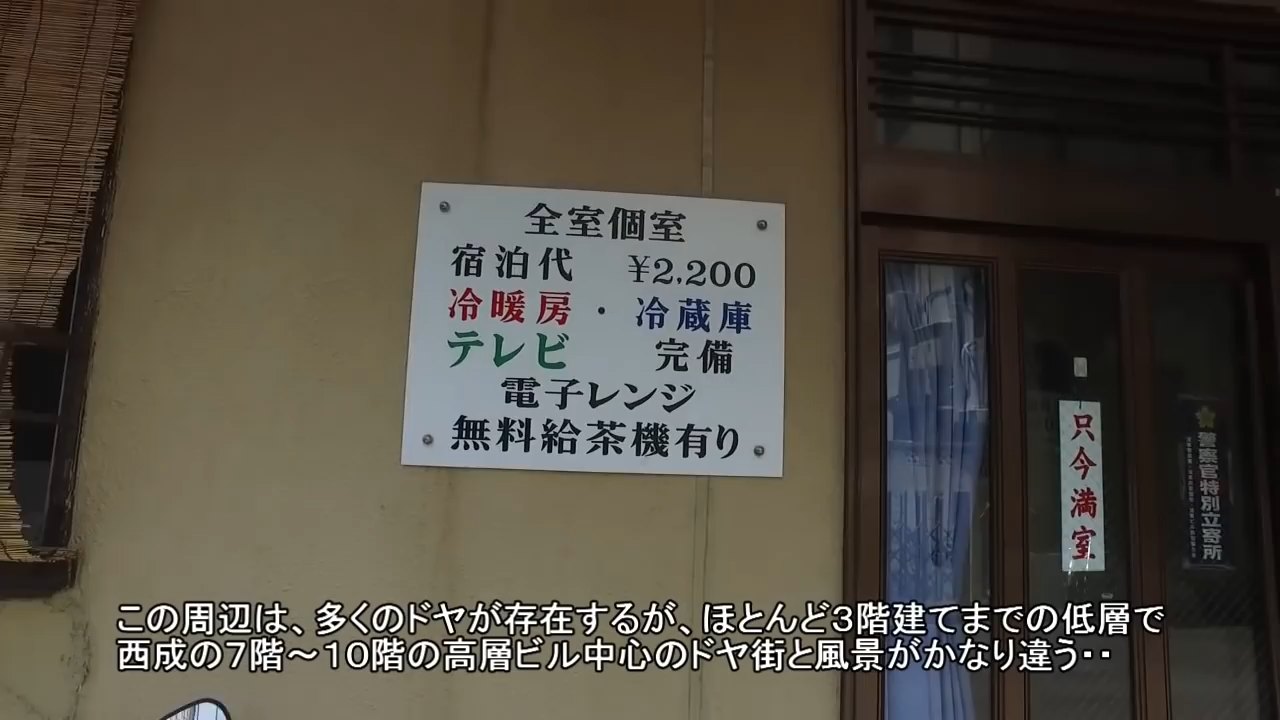 全室個室
宿泊代 ¥2,200
冷暖房・冷蔵庫
テレビ 完備
電子レンジ
無料給茶機有り
只今満室
警察官特別立寄所
この周辺は、多くのドヤが存在するが、ほとんど３階建てまでの低層で
西成の７階～１０階の高層ビル中心のドヤ街と風景がかなり違う・・